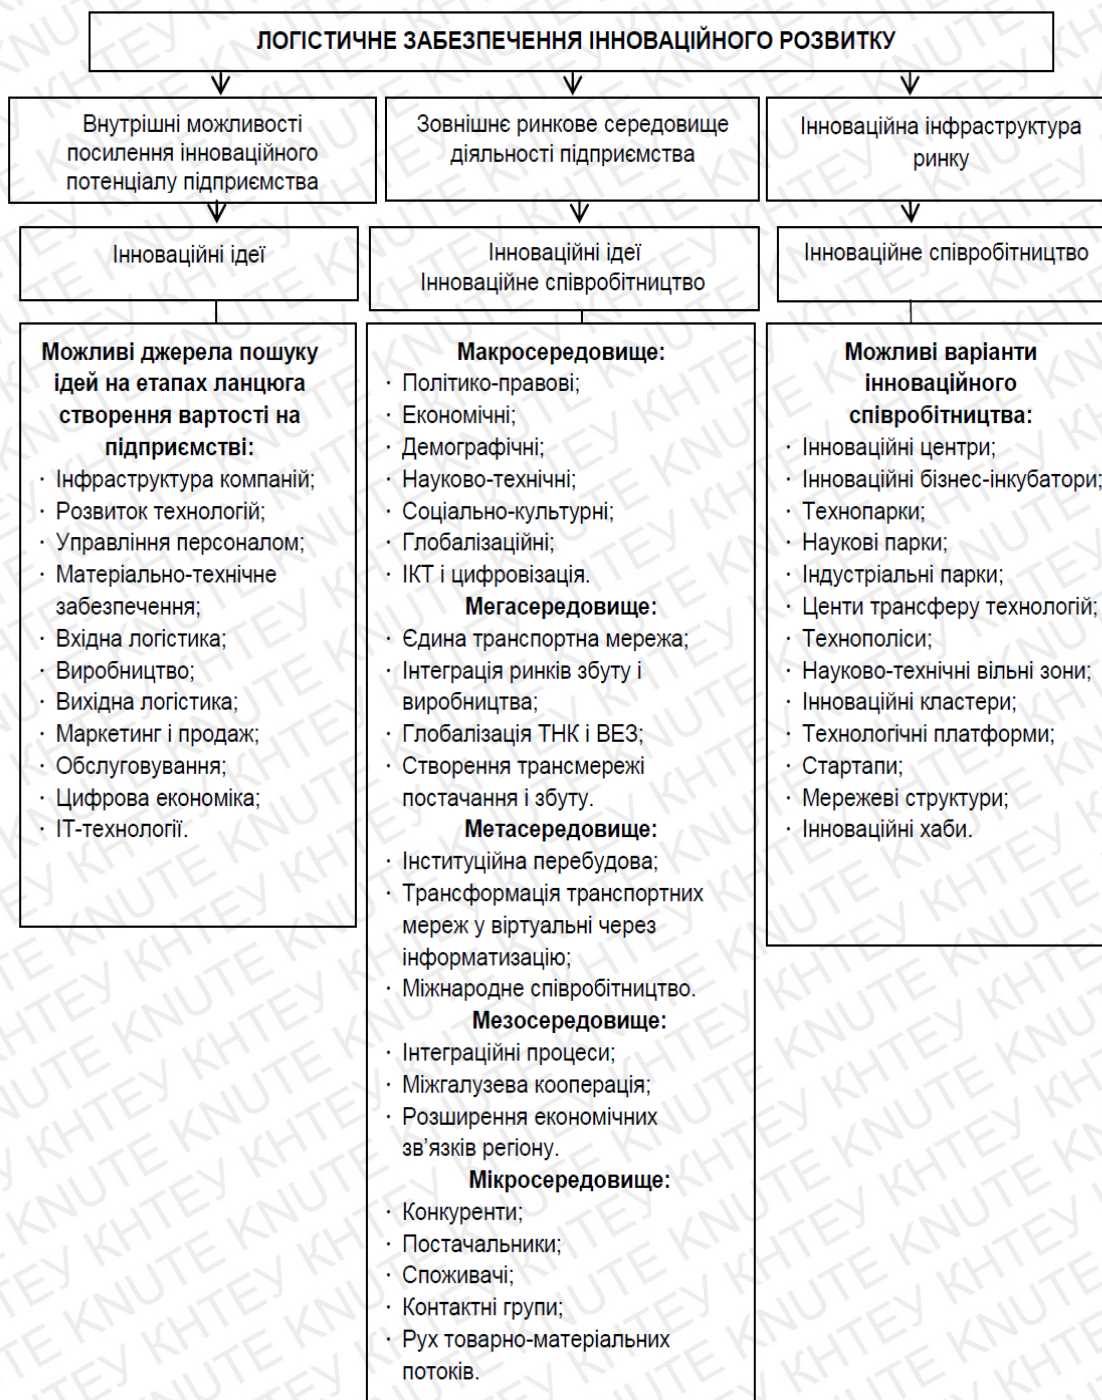 ЛОГІСТИЧНЕ ЗАБЕЗПЕЧЕННЯ ІННОВАЦІЙНОГО РОЗВИТКУ
Внутрішні можливості
посилення інноваційного
потенціалу підприємства
Зовнішнє ринкове середовище
діяльності підприємства
Інноваційна інфраструктура
ринку
Інноваційні ідеї
Інноваційні ідеї
Інноваційне співробітництво
Інноваційне співробітництво
Можливі джерела пошуку
ідей на етапах ланцюга
створення вартості на
підприємстві:
· Інфраструктура компаній;
· Розвиток технологій;
· Управління персоналом;
· Матеріально-технічне
забезпечення;
· Вхідна логістика;
· Виробництво;
· Вихідна логістика;
· Маркетинг і продаж;
· Обслуговування;
· Цифрова економіка;
· ІТ-технології.
Макросередовище:
· Політико-правові;
· Економічні;
· Демографічні;
· Науково-технічні;
· Соціально-культурні;
· Глобалізаційні;
· ІКТ і цифровізація.
Мегасередовище:
· Єдина транспортна мережа;
· Інтеграція ринків збуту і
виробництва;
· Глобалізація ТНК і ВЕЗ;
· Створення трансмережі
постачання і збуту.
Метасередовище:
· Інституційна перебудова;
· Трансформація транспортних
мереж у віртуальні через
інформатизацію;
· Міжнародне співробітництво.
Мезосередовище:
· Інтеграційні процеси;
· Міжгалузева кооперація;
· Розширення економічних
зв’язків регіону.
Мікросередовище:
· Конкуренти;
· Постачальники;
· Споживачі;
· Контактні групи;
· Рух товарно-матеріальних
потоків.
Можливі варіанти
інноваційного
співробітництва:
· Інноваційні центри;
· Інноваційні бізнес-інкубатори;
· Технопарки;
· Наукові парки;
· Індустріальні парки;
· Центи трансферу технологій;
· Технополіси;
· Науково-технічні вільні зони;
· Інноваційні кластери;
· Технологічні платформи;
· Стартапи;
· Мережеві структури;
· Інноваційні хаби.